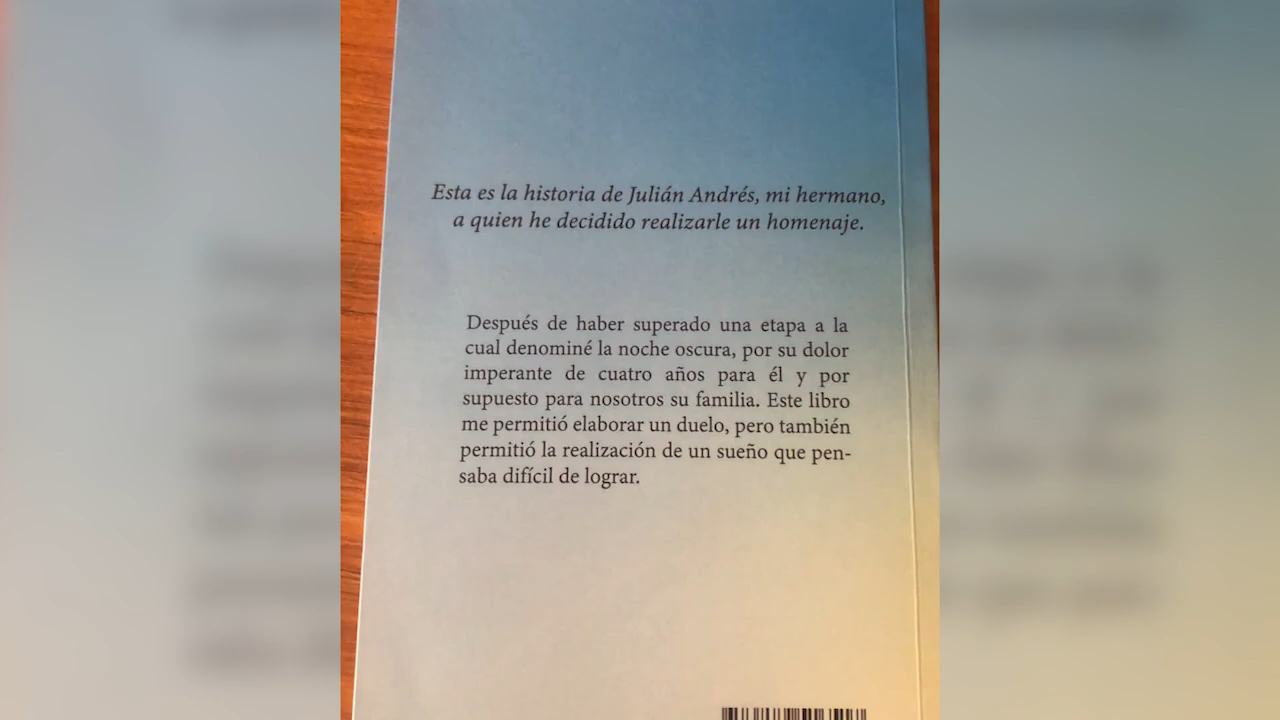 Esta es la historia de Julián Andrés, mi hermano,
a quien he decidido realizarle un homenaje.
Después de haber superado una etapa a la
cual denominé la noche oscura, por su dolor
imperante de cuatro años para él y por
supuesto para nosotros su familia. Este libro
me permitió elaborar un duelo, pero también
permitió la realización de un sueño que pen-
saba difícil de lograr.